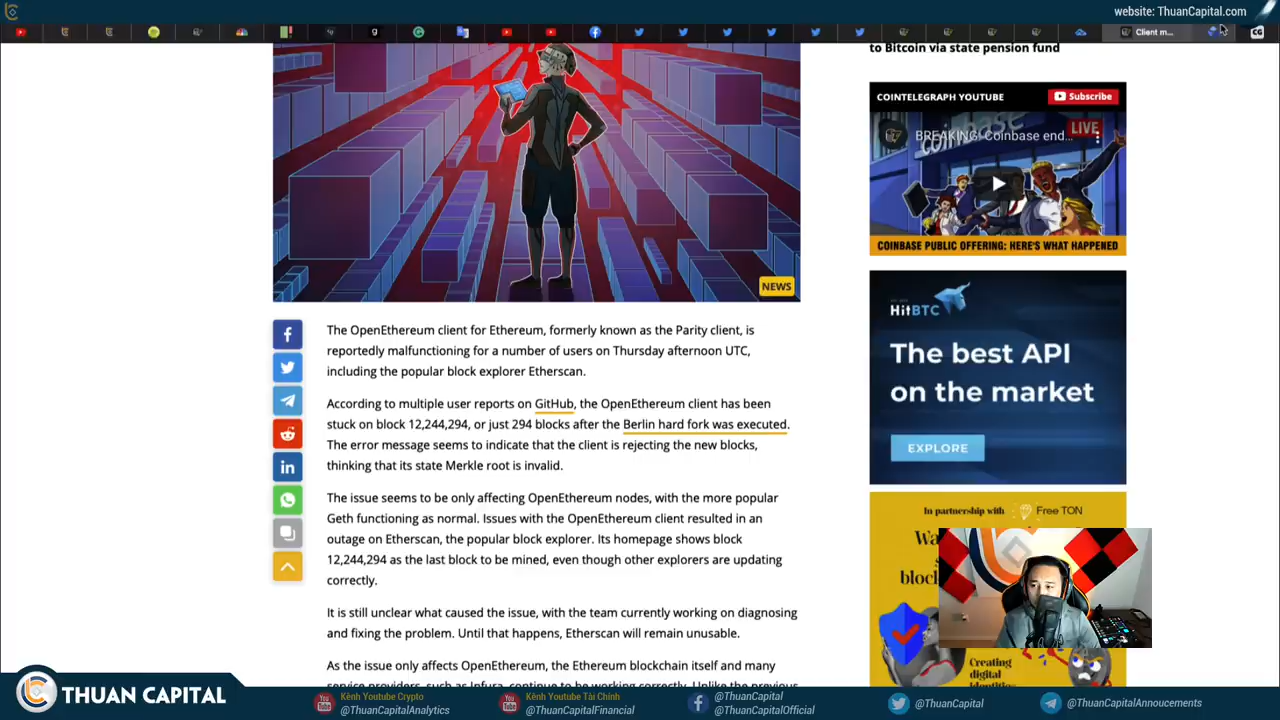 website: ThuanCapital.com
Client m...
CG
to Bitcoin via state pension fund
COINTELEGRAPH YOUTUBE
Subscribe
BREAKING! Coinbase end...
LIVE
coinbase
COINBASE PUBLIC OFFERING: HERE'S WHAT HAPPENED
NEWS
HitBTC
The best API
on the market
EXPLORE
The OpenEthereum client for Ethereum, formerly known as the Parity client, is
reportedly malfunctioning for a number of users on Thursday afternoon UTC,
including the popular block explorer Etherscan.
According to multiple user reports on GitHub, the OpenEthereum client has been
stuck on block 12,244,294, or just 294 blocks after the Berlin hard fork was executed.
The error message seems to indicate that the client is rejecting the new blocks,
thinking that its state Merkle root is invalid.
The issue seems to be only affecting OpenEthereum nodes, with the more popular
Geth functioning as normal. Issues with the OpenEthereum client resulted in an
outage on Etherscan, the popular block explorer. Its homepage shows block
12,244,294 as the last block to be mined, even though other explorers are updating
correctly.
It is still unclear what caused the issue, with the team currently working on diagnosing
and fixing the problem. Until that happens, Etherscan will remain unusable.
As the issue only affects OpenEthereum, the Ethereum blockchain itself and many
service providers, such as Infura, continue to be working correctly. Unlike the previous
In partnership with Free TON
Creating
digital
THUAN CAPITAL
Kênh Youtube Crypto
@ThuanCapitalAnalytics
Kênh Youtube Tài Chính
@ThuanCapitalFinancial
@ThuanCapital
@ThuanCapitalOfficial
@ThuanCapital
@ThuanCapitalAnnoucements